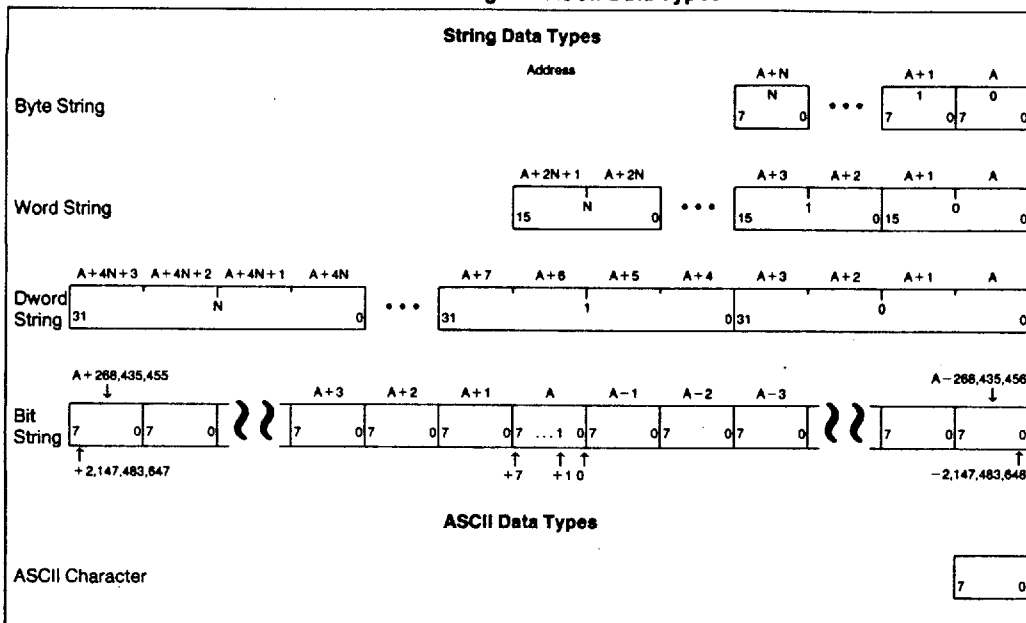 String Data Types
Address
A+N A+1 A
Byte String
N 1 0
7 0 7 0 7 0
A+2N+1 A+2N A+3 A+2 A+1 A
Word String
N 1 0
15 0 15 0 15 0
A+4N+3 A+4N+2 A+4N+1 A+4N A+7 A+6 A+5 A+4 A+3 A+2 A+1 A
Dword
String
N 1 0
31 0 31 0 31 0
A+268,435,455 A−268,435,456
A+3 A+2 A+1 A A−1 A−2 A−3
Bit
String
7 0 7 0 7 0 7 0 7 0 7 ...1 0 7 0 7 0 7 0 7 0 7 0
+2,147,483,647 +7 +1 0 −2,147,483,648
ASCII Data Types
ASCII Character
7 0